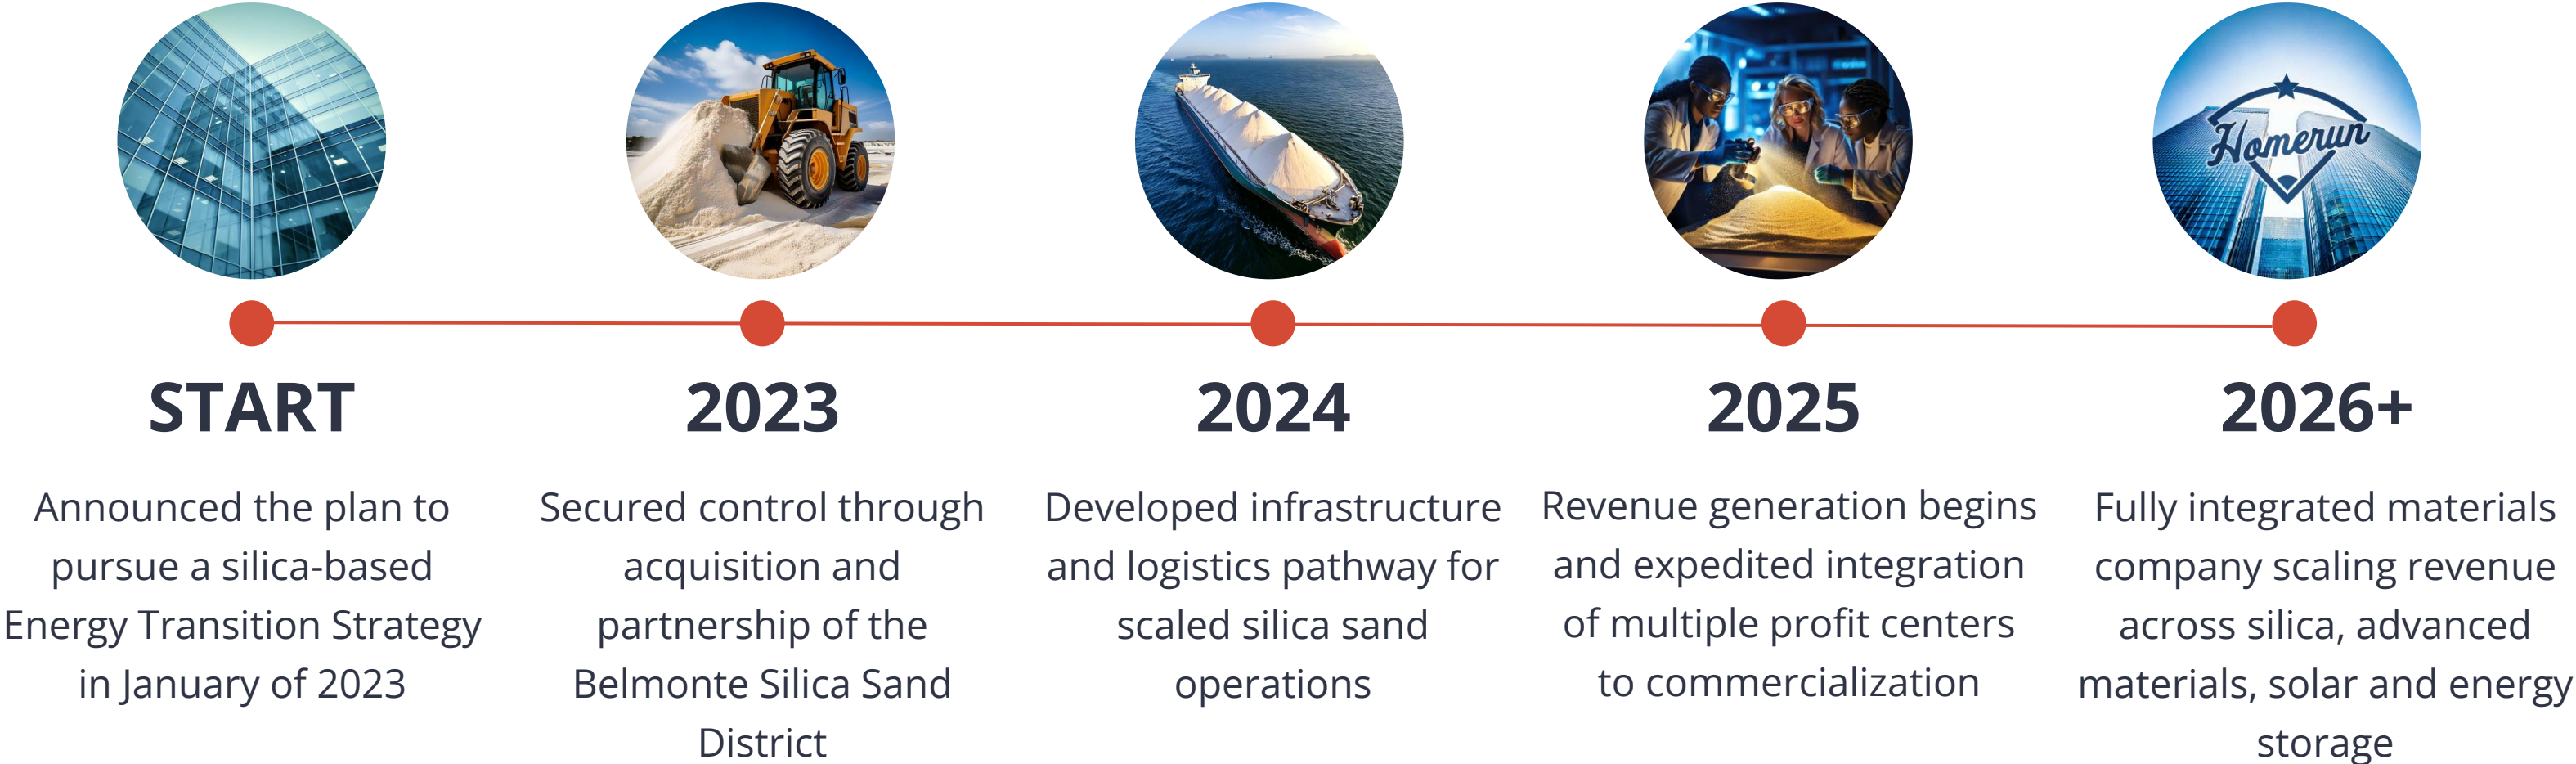 Homerun
START
Announced the plan to
pursue a silica-based
Energy Transition Strategy
in January of 2023
2023
Secured control through
acquisition and
partnership of the
Belmonte Silica Sand
District
2024
Developed infrastructure
and logistics pathway for
scaled silica sand
operations
2025
Revenue generation begins
and expedited integration
of multiple profit centers
to commercialization
2026+
Fully integrated materials
company scaling revenue
across silica, advanced
materials, solar and energy
storage